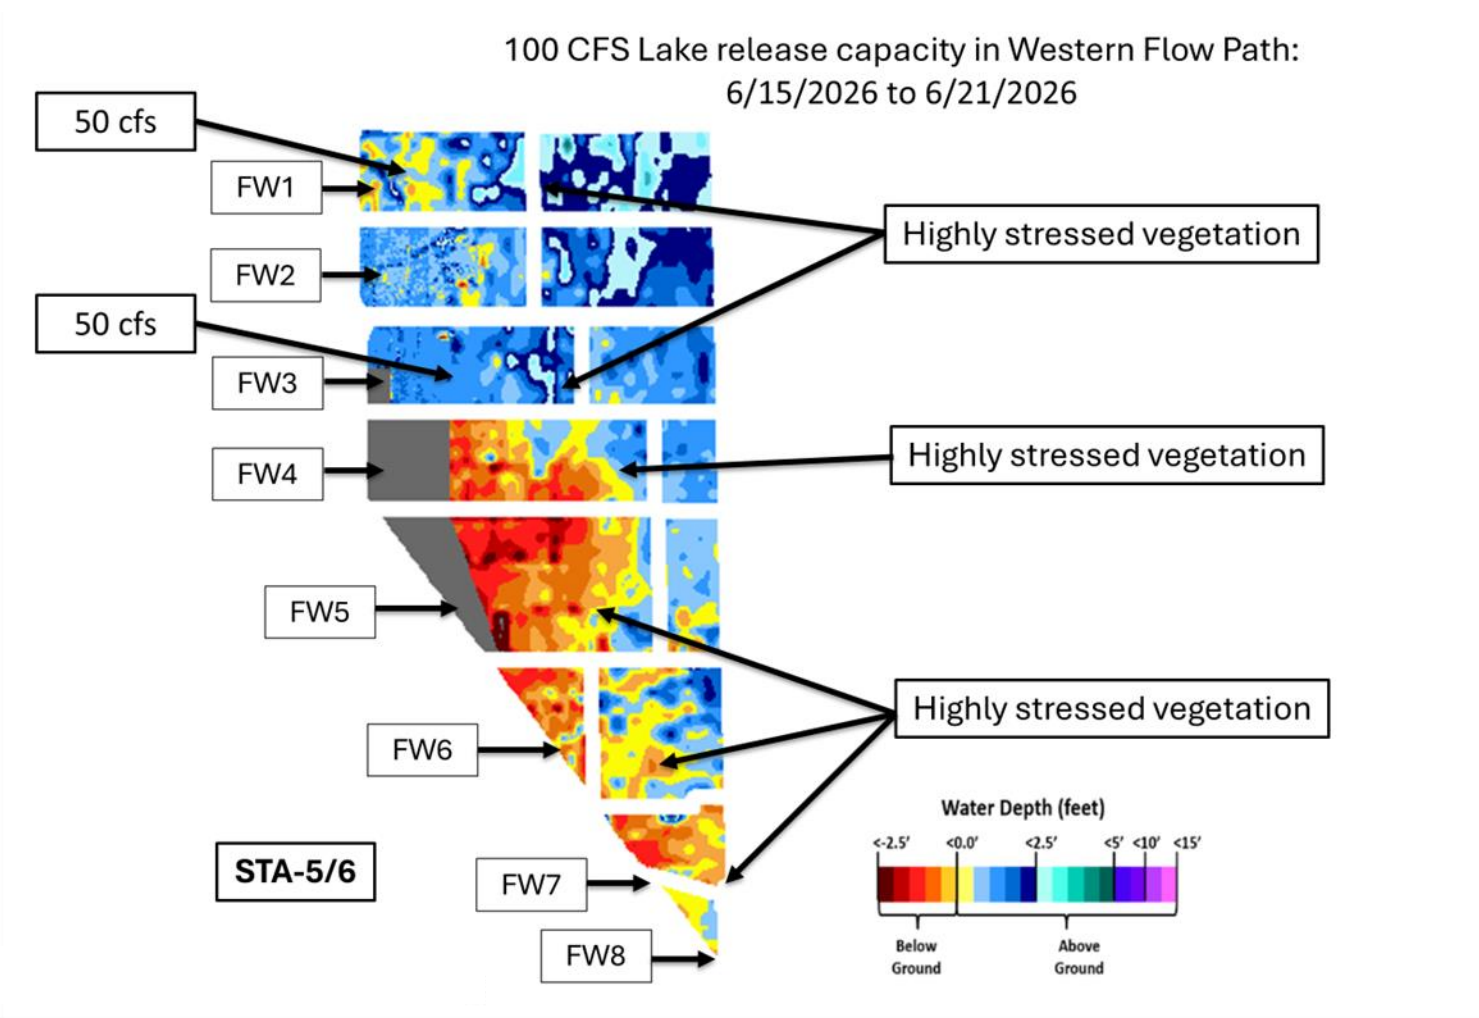 100 CFS Lake release capacity in Western Flow Path:
6/15/2026 to 6/21/2026
50 cfs
FW1
Highly stressed vegetation
FW2
50 cfs
FW3
Highly stressed vegetation
FW4
FW5
Highly stressed vegetation
FW6
Water Depth (feet)
<-2.5' <0.0' <2.5' <5' <10' <15'
STA-5/6
FW7
Below Above
Ground Ground
FW8